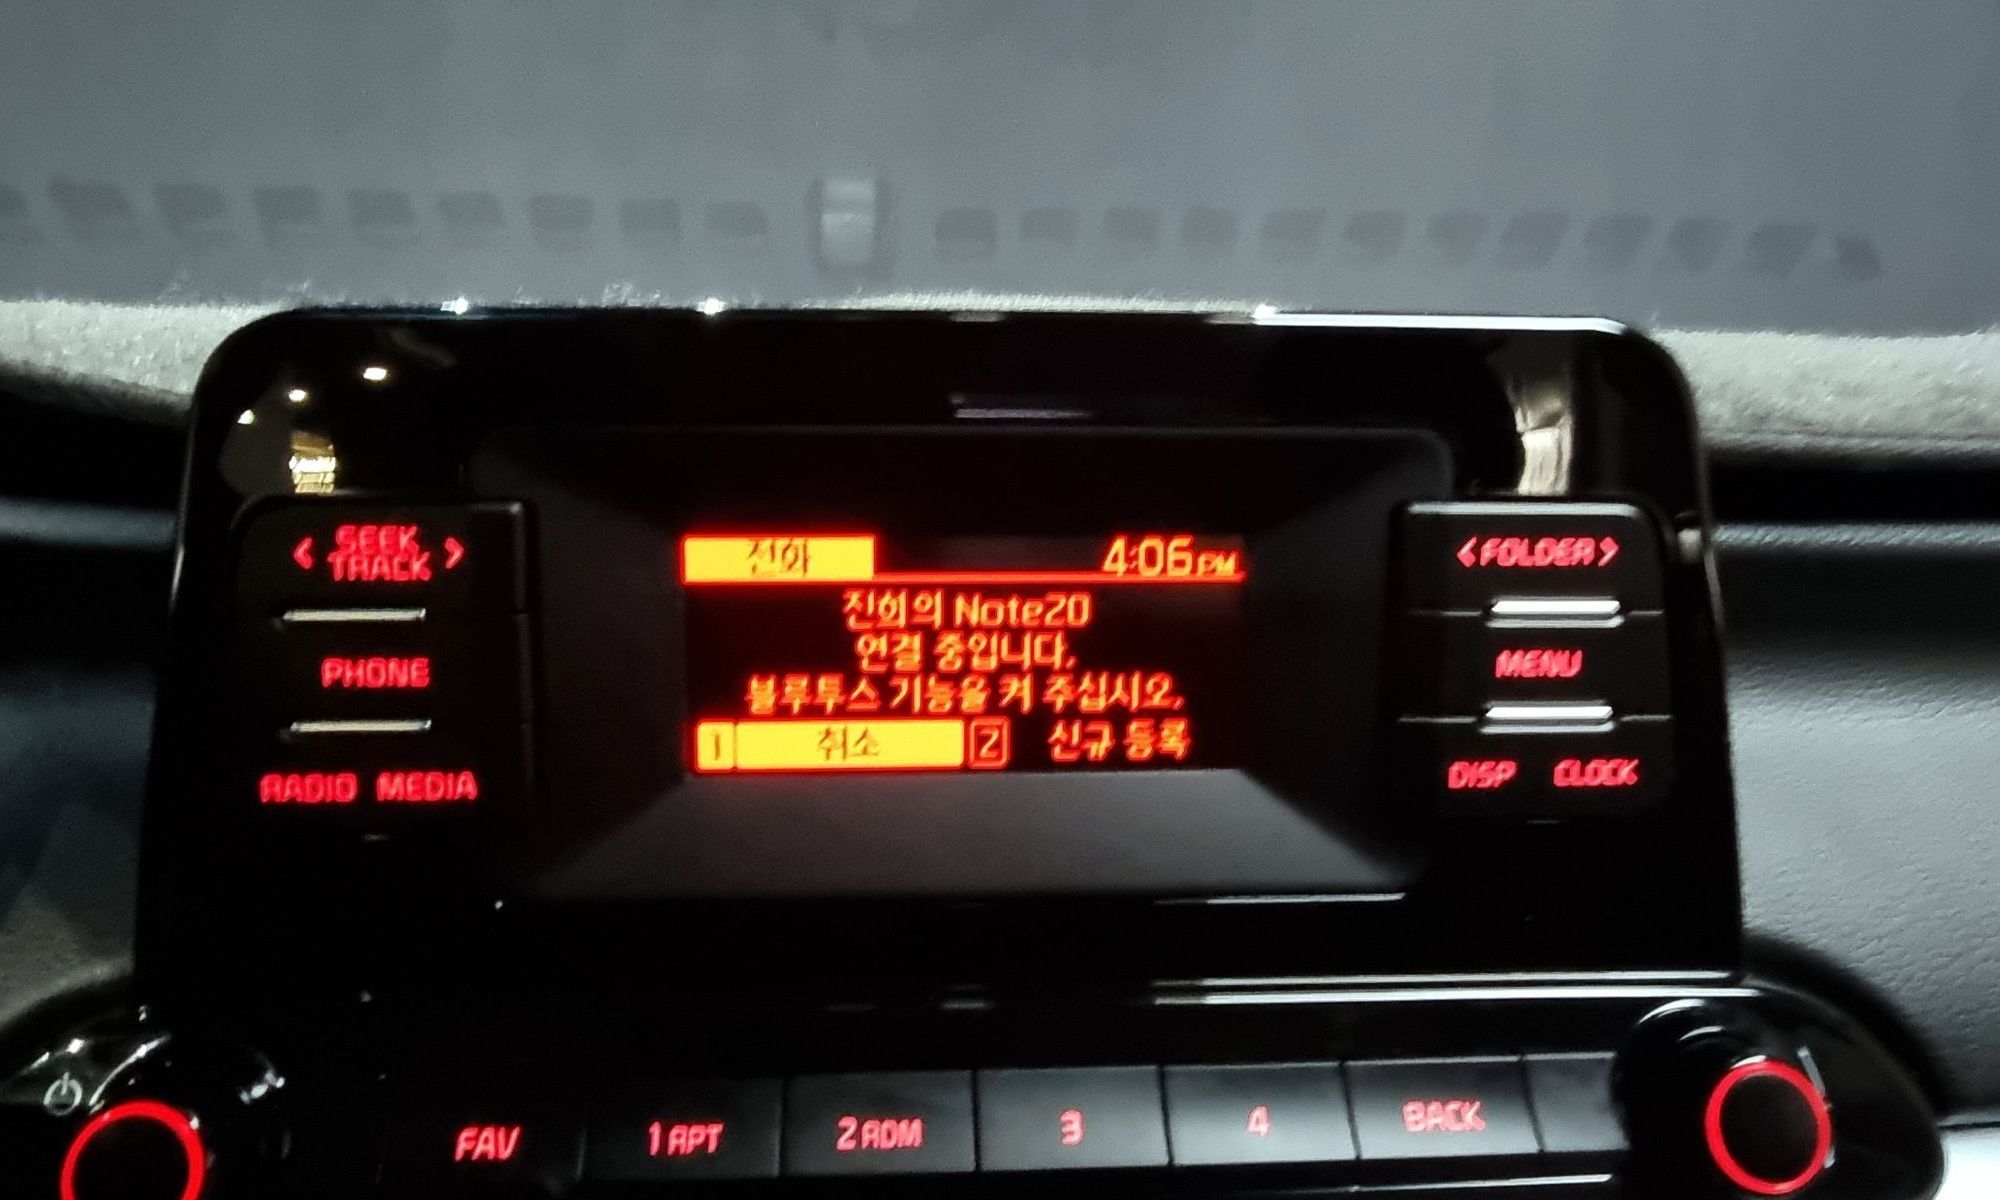 전화
4:06 PM
진희의 Note20
연결 중입니다.
블루투스 기능을 켜 주십시오.
1 취소 2 신규 등록
< SEEK >
TRACK
PHONE
RADIO MEDIA
< FOLDER >
MENU
DISP CLOCK
FAV 1 RPT 2 RDM 3 4 BACK